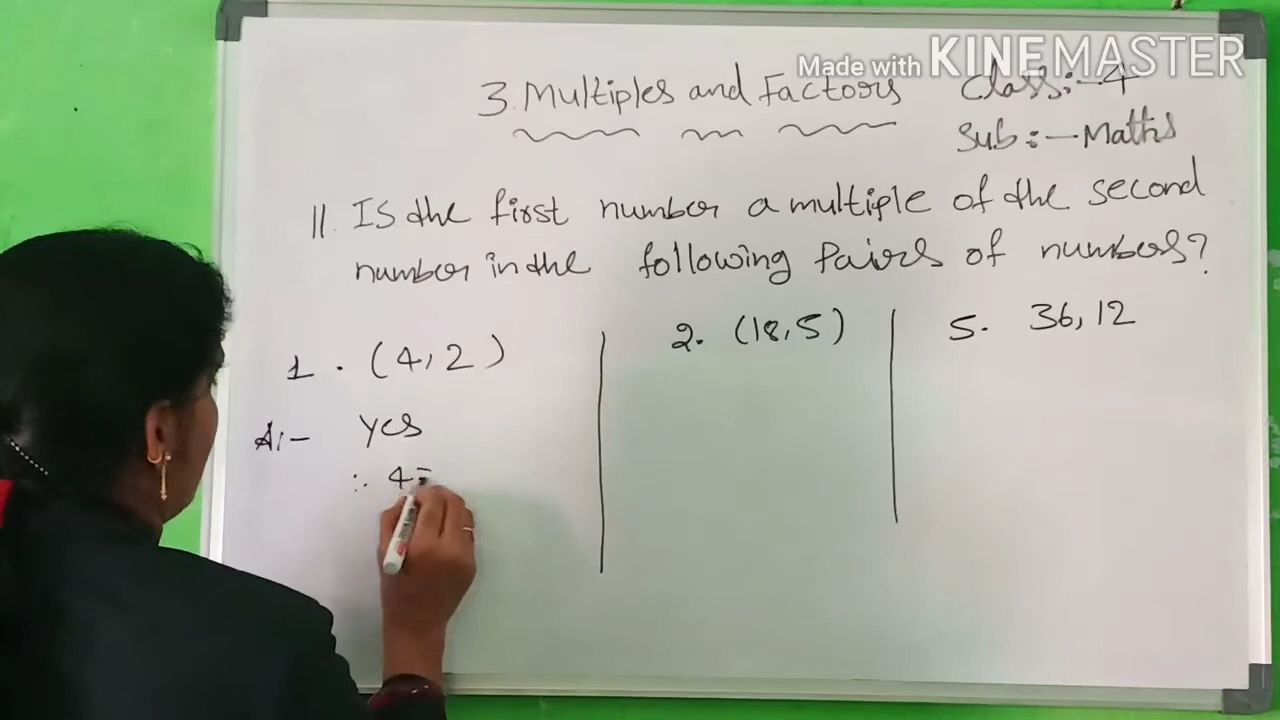 Made with KINEMASTER
3. Multiples and Factors
Class:- 4
Sub:- Maths
11. Is the first number a multiple of the second
number in the following Pairs of numbers?
1. (4,2)
A:- Yes
∵ 4=
2. (18,5)
5. 36,12